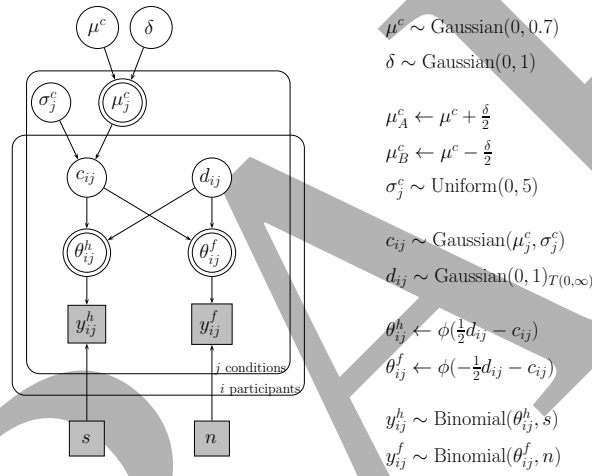 μ^c
δ
σ_j^c
μ_j^c
c_ij
d_ij
θ_ij^h
θ_ij^f
y_ij^h
y_ij^f
j conditions
i participants
s
n
μ^c ∼ Gaussian(0, 0.7)
δ ∼ Gaussian(0, 1)
μ_A^c ← μ^c + δ/2
μ_B^c ← μ^c − δ/2
σ_j^c ∼ Uniform(0, 5)
c_ij ∼ Gaussian(μ_j^c, σ_j^c)
d_ij ∼ Gaussian(0, 1)_T(0,∞)
θ_ij^h ← ϕ(1/2 d_ij − c_ij)
θ_ij^f ← ϕ(−1/2 d_ij − c_ij)
y_ij^h ∼ Binomial(θ_ij^h, s)
y_ij^f ∼ Binomial(θ_ij^f, n)